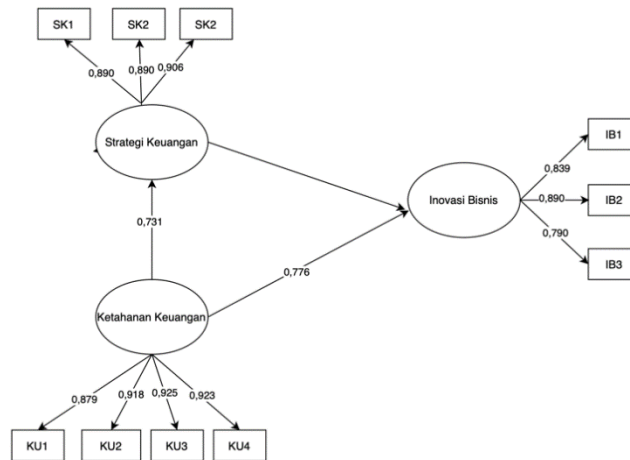 SK1
SK2
SK2
0,890
0,890
0,906
Strategi Keuangan
IB1
0,839
Inovasi Bisnis
0,890
IB2
0,790
IB3
0,731
0,776
Ketahanan Keuangan
0,879
0,918
0,925
0,923
KU1
KU2
KU3
KU4